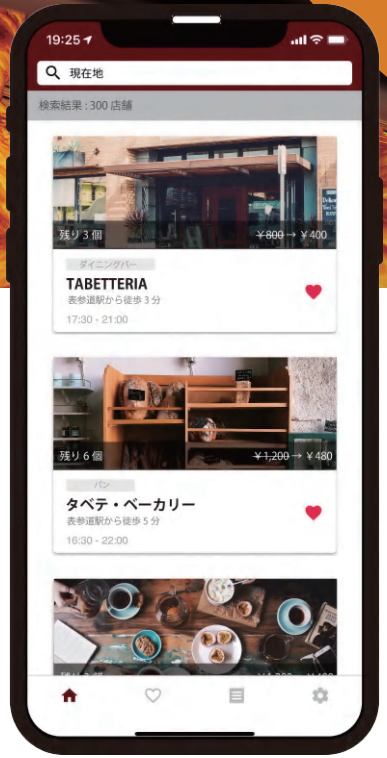 19:25
現在地
検索結果 : 300 店舗
残り 3 個
￥800 → ￥400
ダイニングバー
TABETTERIA
表参道駅から徒歩 3 分
17:30 - 21:00
残り 6 個
￥1,200 → ￥480
パン
タベテ・ベーカリー
表参道駅から徒歩 5 分
16:30 - 22:00